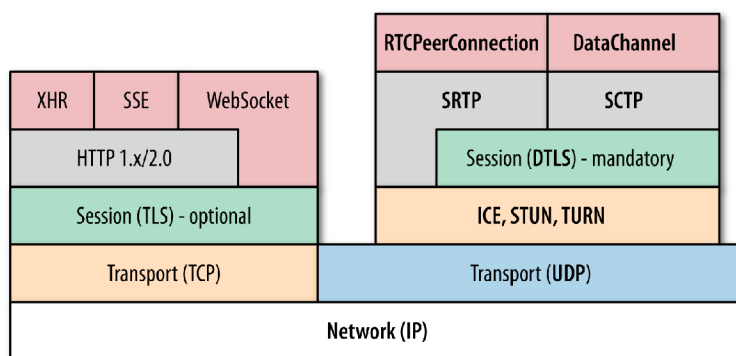 RTCPeerConnection DataChannel
XHR SSE WebSocket SRTP SCTP
HTTP 1.x/2.0 Session (DTLS) - mandatory
Session (TLS) - optional ICE, STUN, TURN
Transport (TCP) Transport (UDP)
Network (IP)